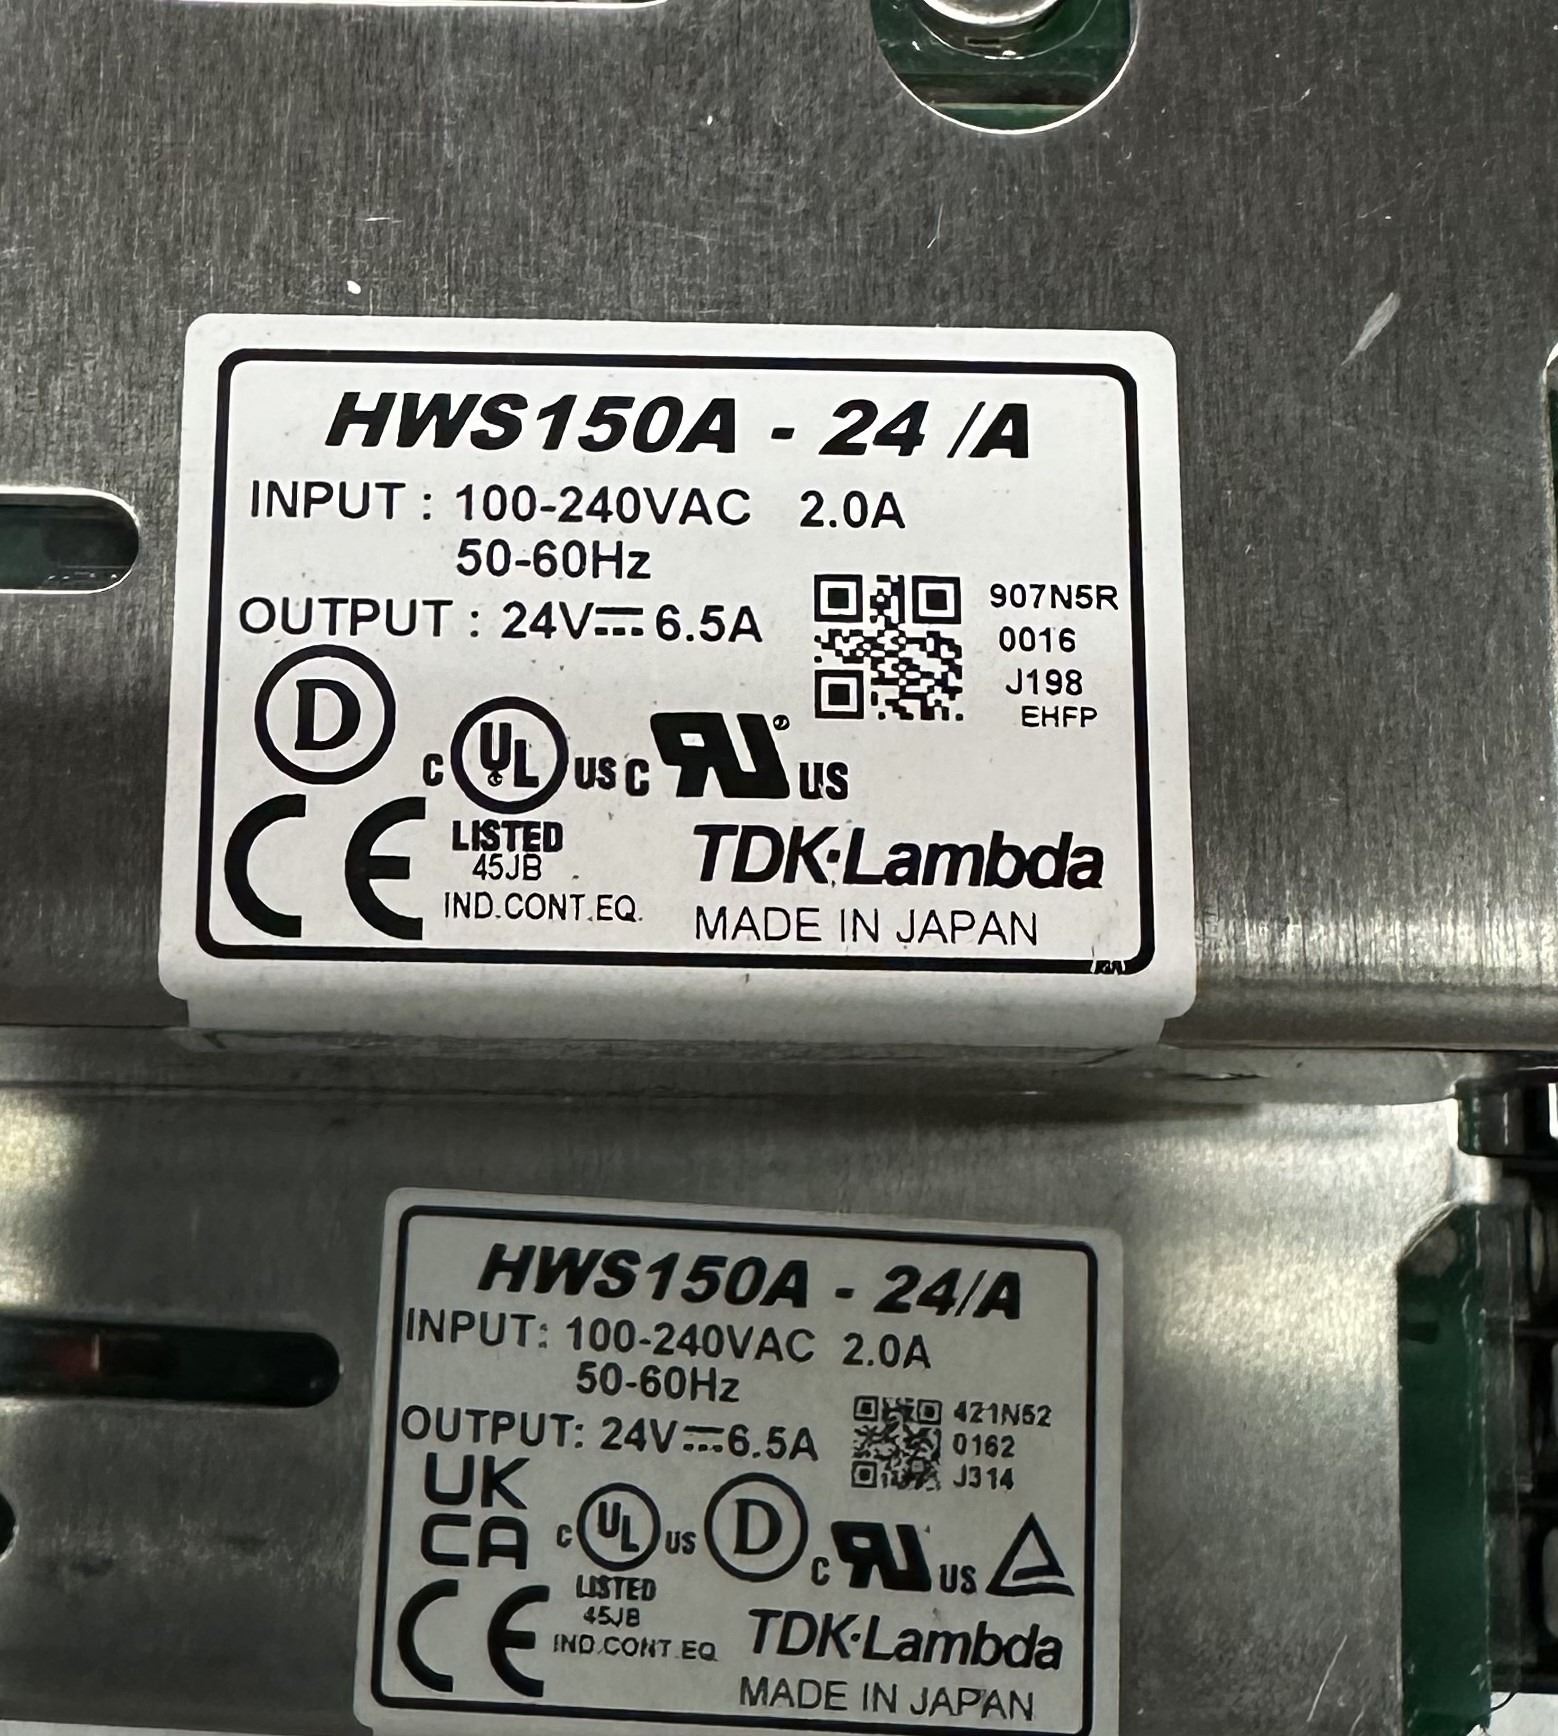 HWS150A - 24 /A
INPUT : 100-240VAC 2.0A
50-60Hz
OUTPUT : 24V⎓6.5A
907N5R
0016
J198
EHFP
D
c UL us c RU ® us
LISTED
45JB
IND.CONT.EQ.
CE
TDK·Lambda
MADE IN JAPAN
HWS150A - 24/A
INPUT: 100-240VAC 2.0A
50-60Hz
OUTPUT: 24V⎓6.5A
421N52
0162
J314
UK
CA
c UL us D c RU us
LISTED
45JB
IND.CONT.EQ
CE
TDK·Lambda
MADE IN JAPAN